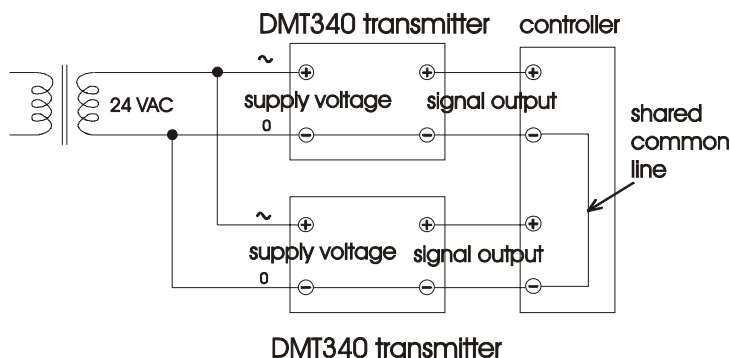 DMT340 transmitter
controller
~
+
+
+
24 VAC
supply voltage
signal output
shared
common
line
0
−
−
−
~
+
+
+
supply voltage
signal output
0
−
−
−
DMT340 transmitter